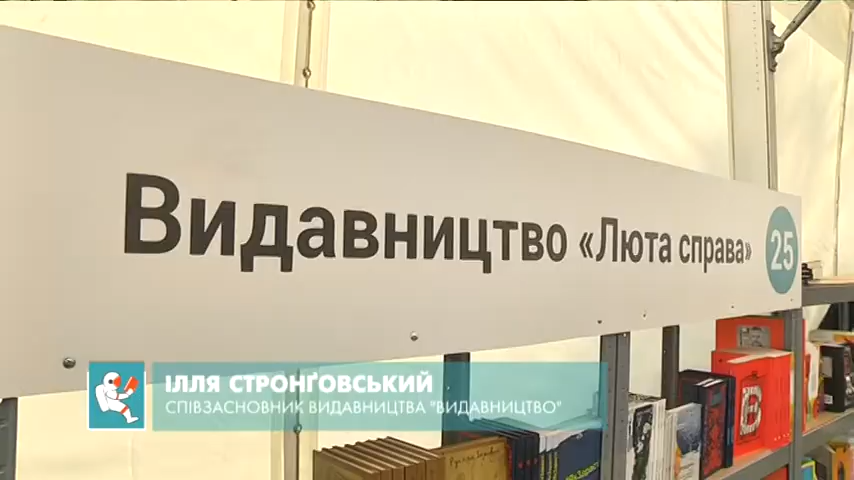 Видавництво «Люта справа»
25
ІЛЛЯ СТРОНҐОВСЬКИЙ
СПІВЗАСНОВНИК ВИДАВНИЦТВА "ВИДАВНИЦТВО"